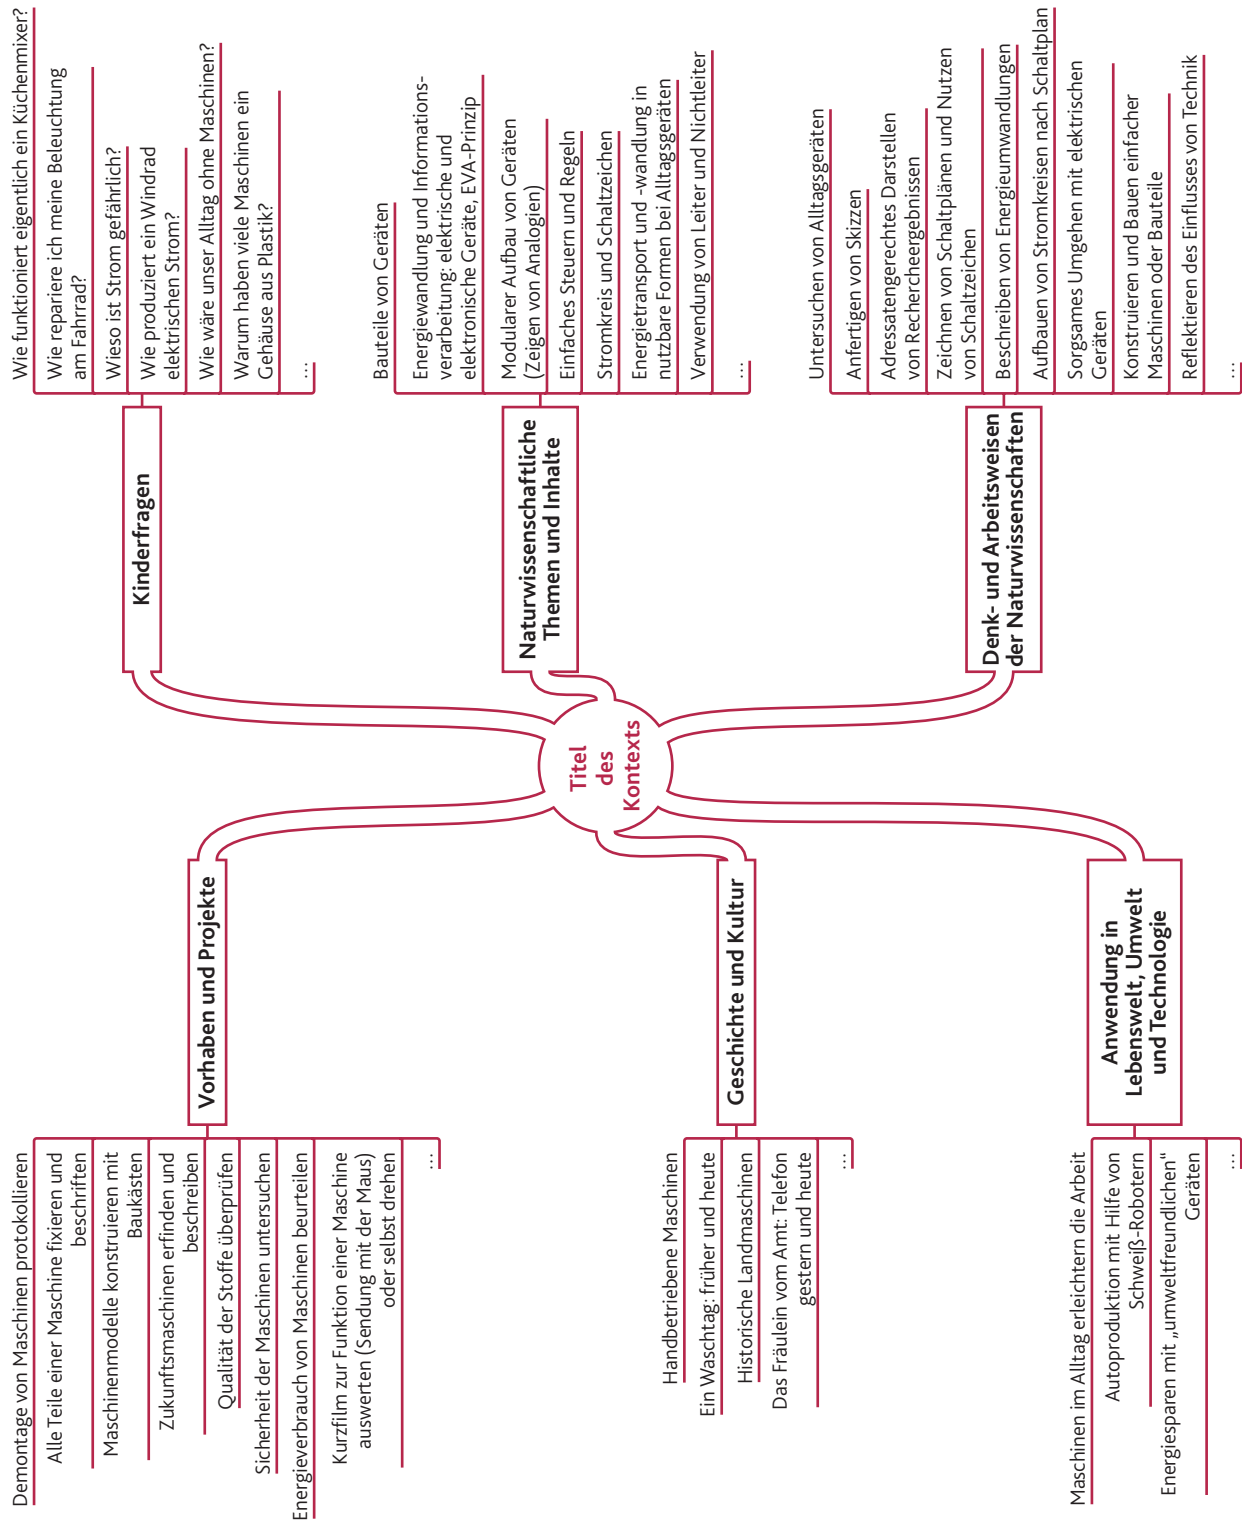 Titel
des
Kontexts
Vorhaben und Projekte
Demontage von Maschinen protokollieren
Alle Teile einer Maschine fixieren und
beschriften
Maschinenmodelle konstruieren mit
Baukästen
Zukunftsmaschinen erfinden und
beschreiben
Qualität der Stoffe überprüfen
Sicherheit der Maschinen untersuchen
Energieverbrauch von Maschinen beurteilen
Kurzfilm zur Funktion einer Maschine
auswerten (Sendung mit der Maus)
oder selbst drehen
…
Geschichte und Kultur
Handbetriebene Maschinen
Ein Waschtag: früher und heute
Historische Landmaschinen
Das Fräulein vom Amt: Telefon
gestern und heute
…
Anwendung in
Lebenswelt, Umwelt
und Technologie
Maschinen im Alltag erleichtern die Arbeit
Autoproduktion mit Hilfe von
Schweiß-Robotern
Energiesparen mit „umweltfreundlichen“
Geräten
…
Kinderfragen
Wie funktioniert eigentlich ein Küchenmixer?
Wie repariere ich meine Beleuchtung
am Fahrrad?
Wieso ist Strom gefährlich?
Wie produziert ein Windrad
elektrischen Strom?
Wie wäre unser Alltag ohne Maschinen?
Warum haben viele Maschinen ein
Gehäuse aus Plastik?
…
Naturwissenschaftliche
Themen und Inhalte
Bauteile von Geräten
Energiewandlung und Informations-
verarbeitung: elektrische und
elektronische Geräte, EVA-Prinzip
Modularer Aufbau von Geräten
(Zeigen von Analogien)
Einfaches Steuern und Regeln
Stromkreis und Schaltzeichen
Energietransport und -wandlung in
nutzbare Formen bei Alltagsgeräten
Verwendung von Leiter und Nichtleiter
…
Denk- und Arbeitsweisen
der Naturwissenschaften
Untersuchen von Alltagsgeräten
Anfertigen von Skizzen
Adressatengerechtes Darstellen
von Rechercheergebnissen
Zeichnen von Schaltplänen und Nutzen
von Schaltzeichen
Beschreiben von Energieumwandlungen
Aufbauen von Stromkreisen nach Schaltplan
Sorgsames Umgehen mit elektrischen
Geräten
Konstruieren und Bauen einfacher
Maschinen oder Bauteile
Reflektieren des Einflusses von Technik
…